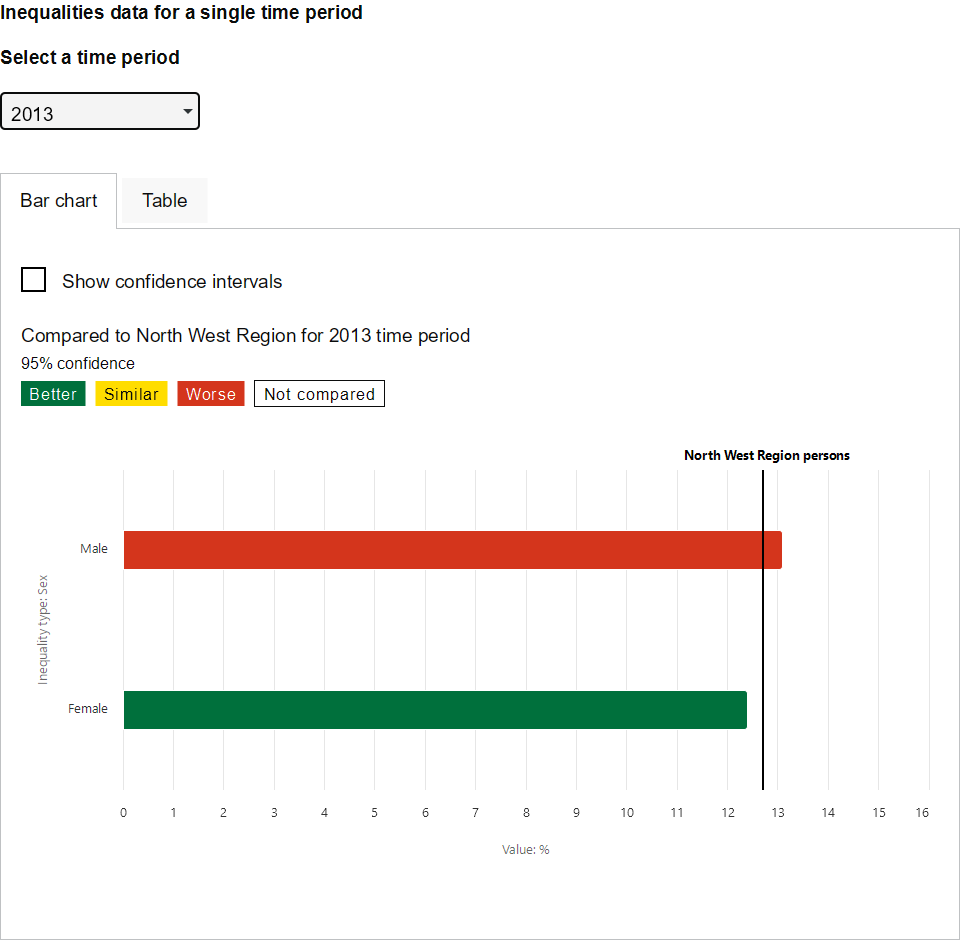 Inequalities data for a single time period
Select a time period
2013
Bar chart
Table
Show confidence intervals
Compared to North West Region for 2013 time period
95% confidence
Better Similar Worse Not compared
North West Region persons
Male
Inequality type: Sex
Female
0 1 2 3 4 5 6 7 8 9 10 11 12 13 14 15 16
Value: %